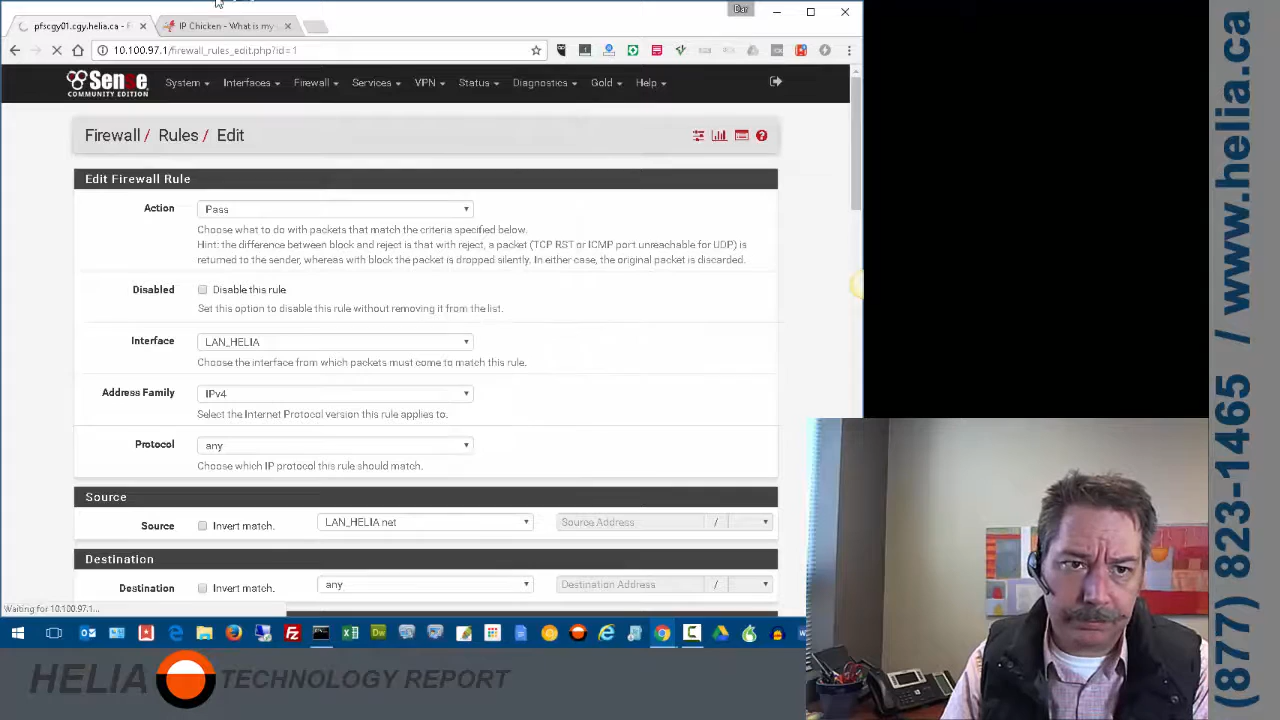 Dar
pfscgy01.cgy.helia.ca - F
IP Chicken - What is my
10.100.97.1/firewall_rules_edit.php?id=1
Sense
COMMUNITY EDITION
System
Interfaces
Firewall
Services
VPN
Status
Diagnostics
Gold
Help
Firewall / Rules / Edit
Edit Firewall Rule
Action
Pass
Choose what to do with packets that match the criteria specified below.
Hint: the difference between block and reject is that with reject, a packet (TCP RST or ICMP port unreachable for UDP) is
returned to the sender, whereas with block the packet is dropped silently. In either case, the original packet is discarded.
Disabled
Disable this rule
Set this option to disable this rule without removing it from the list.
Interface
LAN_HELIA
Choose the interface from which packets must come to match this rule.
Address Family
IPv4
Select the Internet Protocol version this rule applies to.
Protocol
any
Choose which IP protocol this rule should match.
Source
Source
Invert match.
LAN_HELIA net
Source Address
/
Destination
Destination
Invert match.
any
Destination Address
/
Waiting for 10.100.97.1...
HELIA TECHNOLOGY REPORT
(877) 823-1465 / www.helia.ca